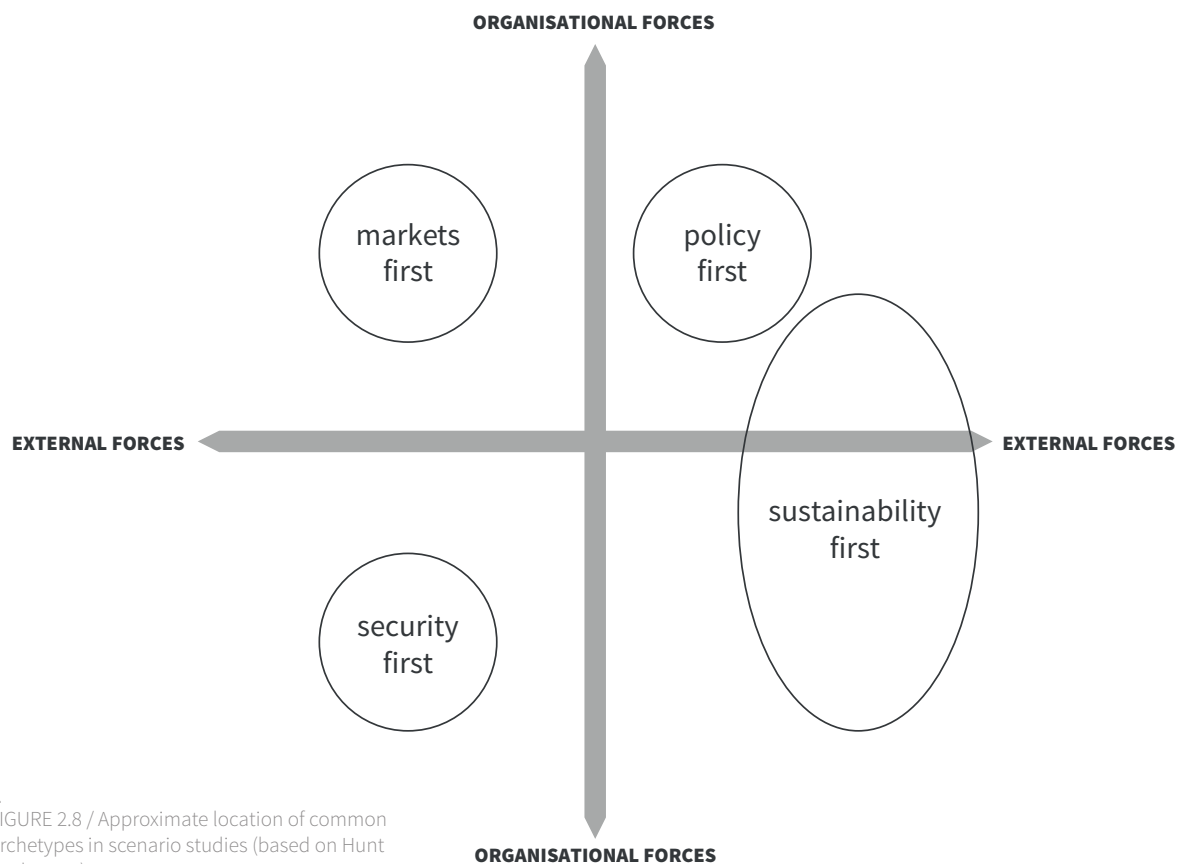 ORGANISATIONAL FORCES
markets
first
policy
first
EXTERNAL FORCES
EXTERNAL FORCES
sustainability
first
security
first
IGURE 2.8 / Approximate location of common
rchetypes in scenario studies (based on Hunt
ORGANISATIONAL FORCES